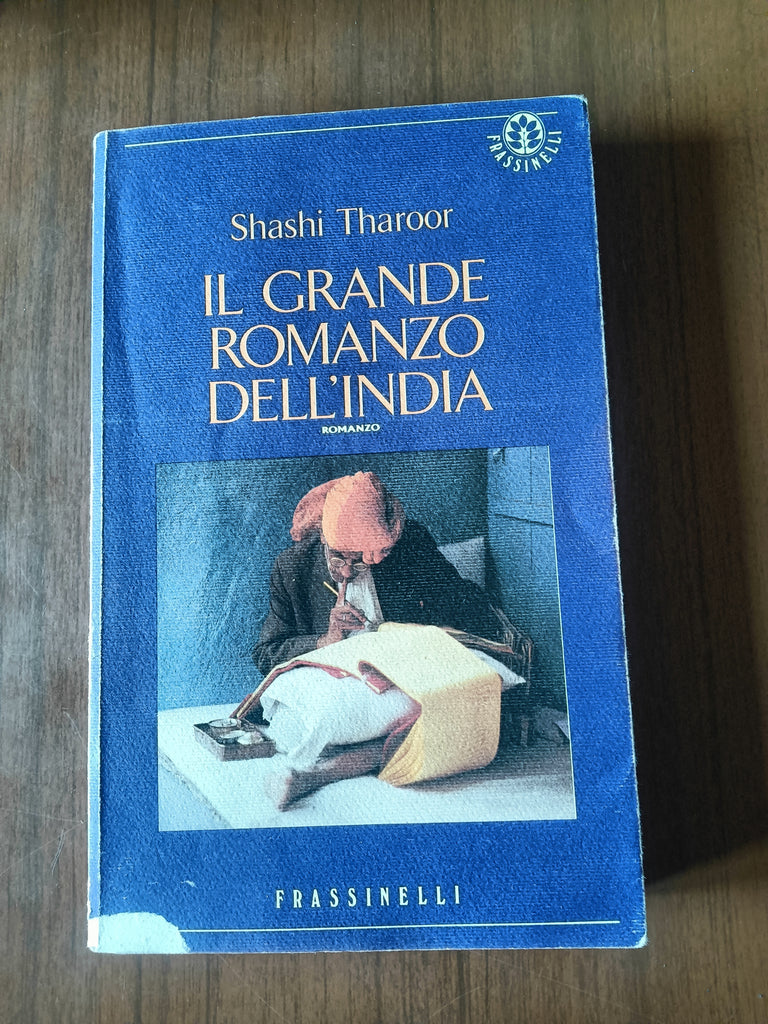 FRASSINELLI
Shashi Tharoor
IL GRANDE
ROMANZO
DELL'INDIA
ROMANZO
FRASSINELLI